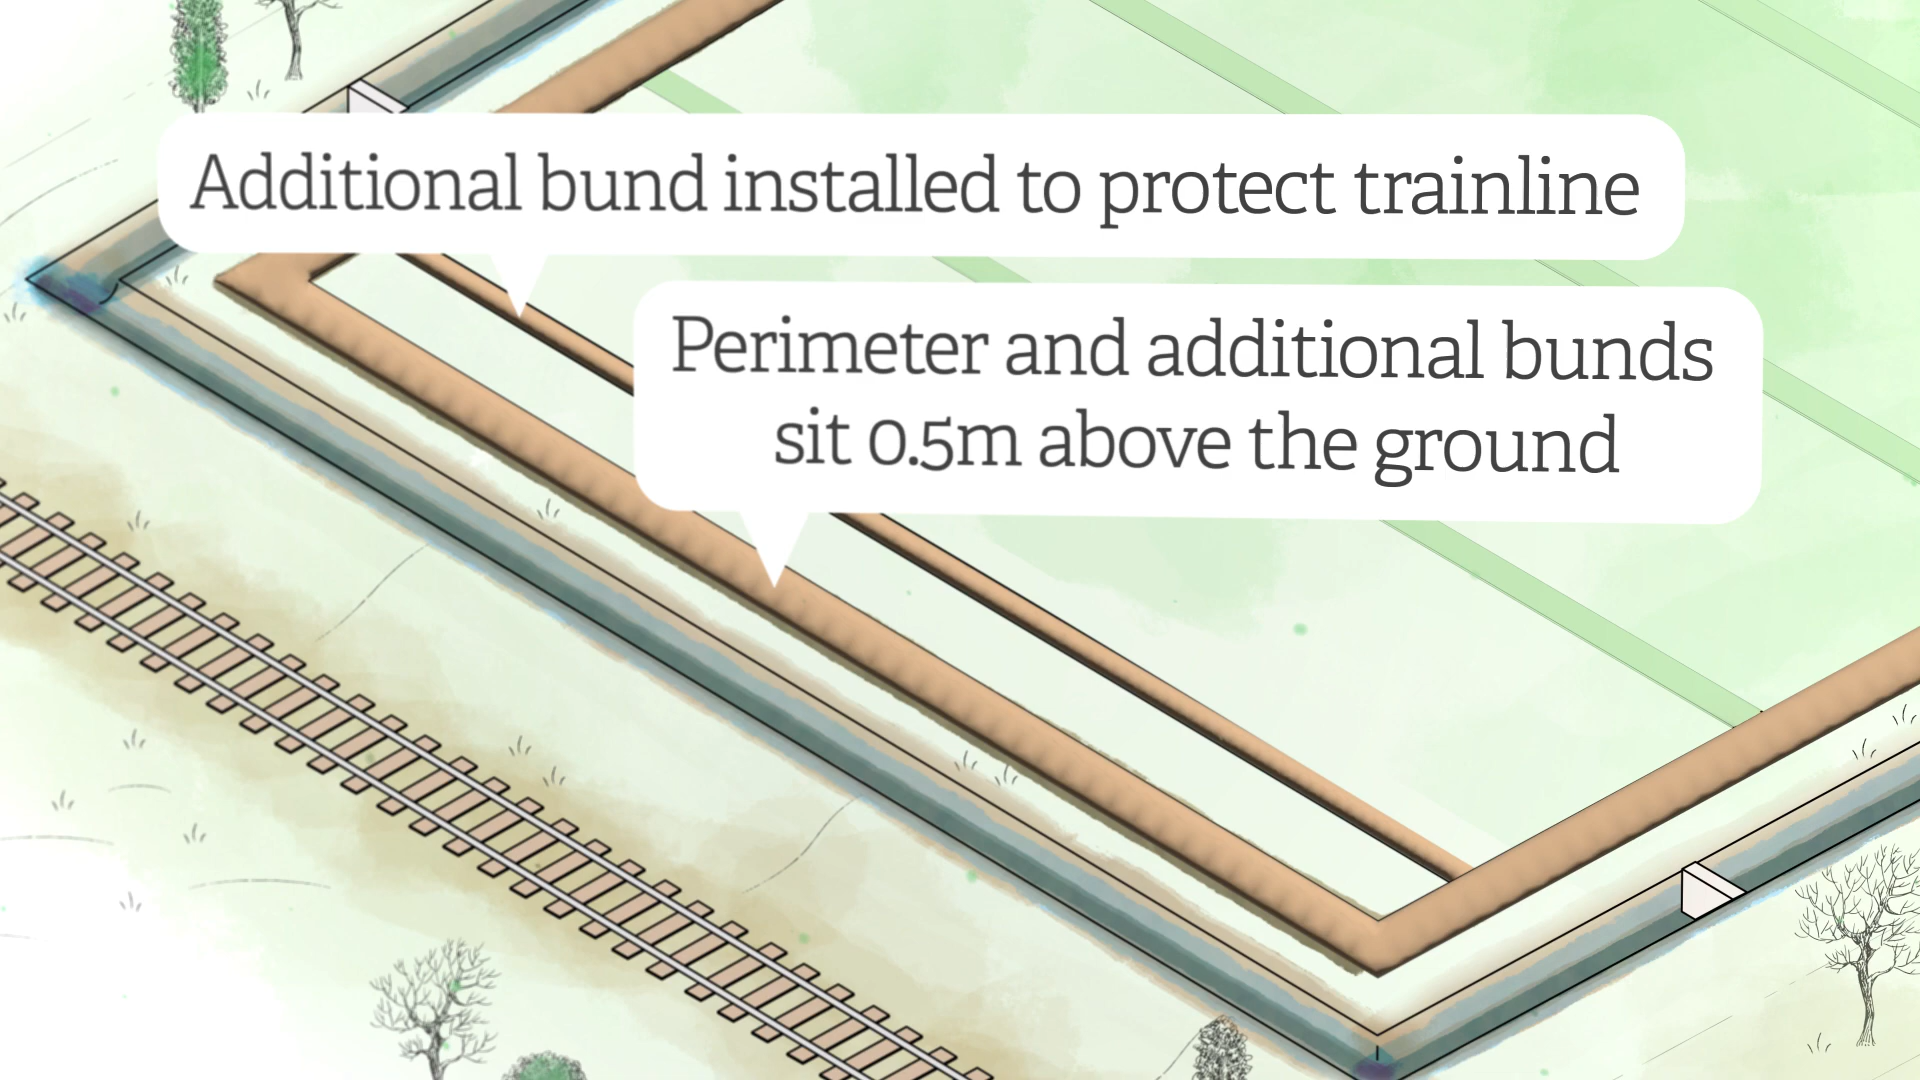 Additional bund installed to protect trainline
Perimeter and additional bunds
sit 0.5m above the ground